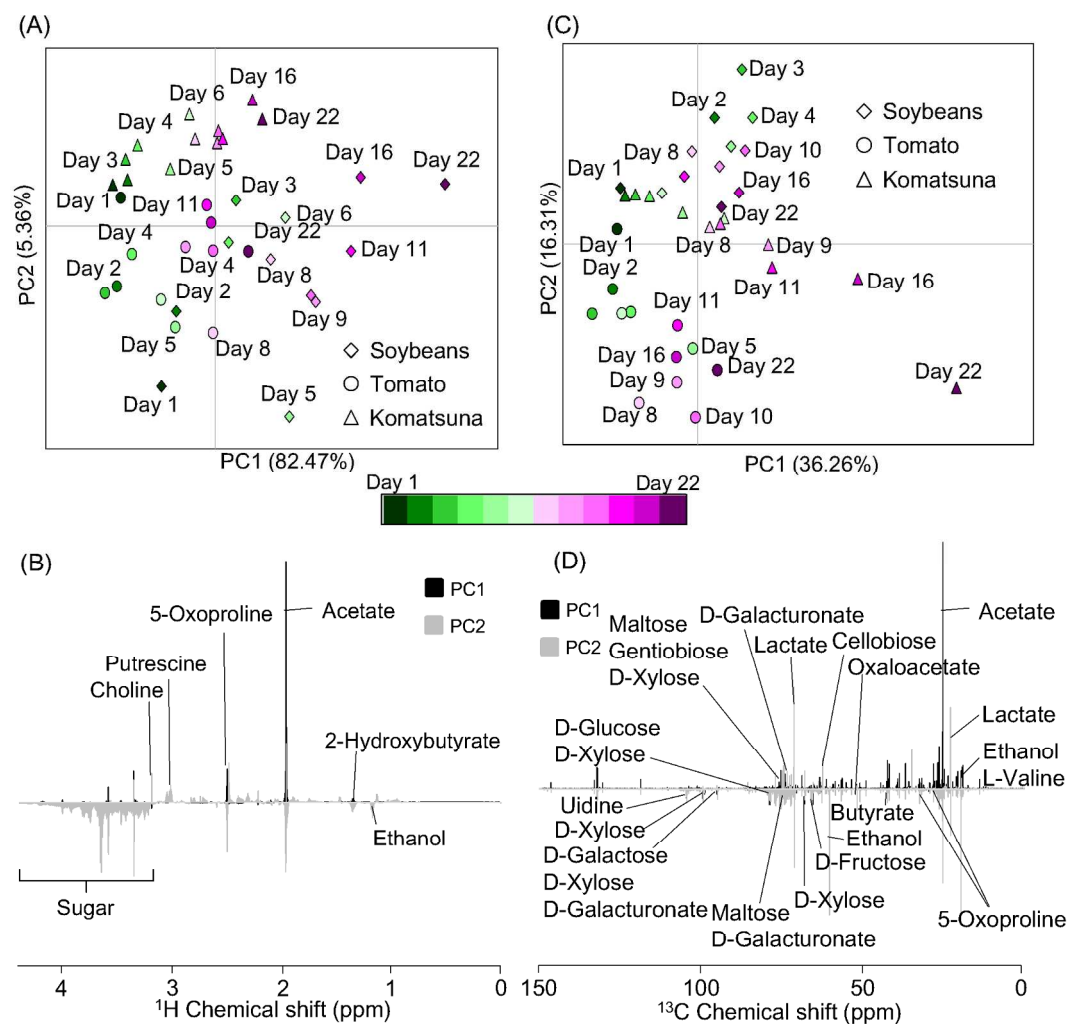 (A)
Day 16
Day 6
Day 22
Day 4
Day 3
Day 5
Day 16
Day 22
Day 1
Day 11
Day 3
Day 6
Day 4
Day 22
Day 11
Day 2
Day 4
Day 8
Day 2
Day 9
Day 5
Day 8
Soybeans
Tomato
Day 1
Day 5
Komatsuna
PC2 (5.36%)
PC1 (82.47%)
(C)
Day 3
Day 2
Day 4
Soybeans
Tomato
Komatsuna
Day 8
Day 10
Day 1
Day 16
Day 22
Day 8
Day 9
Day 1
Day 2
Day 11
Day 16
Day 11
Day 5
Day 16
Day 22
Day 9
Day 22
Day 8
Day 10
PC2 (16.31%)
PC1 (36.26%)
Day 1
Day 22
(B)
PC1
PC2
5-Oxoproline
Acetate
Putrescine
Choline
2-Hydroxybutyrate
Ethanol
Sugar
4
3
2
1
0
1H Chemical shift (ppm)
(D)
PC1
PC2
Maltose
Gentiobiose
D-Xylose
D-Galacturonate
Lactate
Cellobiose
Oxaloacetate
Acetate
Lactate
D-Glucose
D-Xylose
Ethanol
L-Valine
Uidine
D-Xylose
D-Galactose
D-Xylose
D-Galacturonate
Maltose
D-Galacturonate
Butyrate
Ethanol
D-Fructose
D-Xylose
5-Oxoproline
150
100
50
0
13C Chemical shift (ppm)